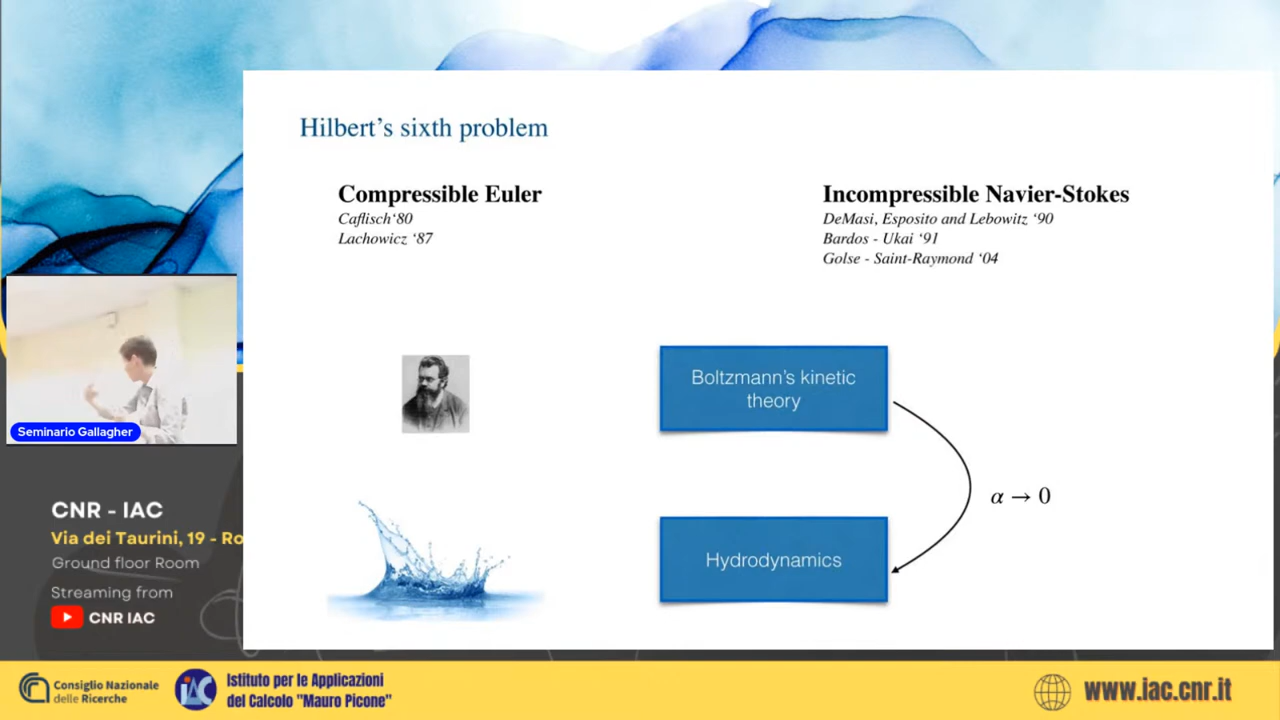 Hilbert’s sixth problem
Compressible Euler
Caflisch‘80
Lachowicz ‘87
Incompressible Navier-Stokes
DeMasi, Esposito and Lebowitz ‘90
Bardos - Ukai ‘91
Golse - Saint-Raymond ‘04
Boltzmann’s kinetic
theory
α → 0
Hydrodynamics
Seminario Gallagher
CNR - IAC
Via dei Taurini, 19 - Ro
Ground floor Room
Streaming from
CNR IAC
Consiglio Nazionale
delle Ricerche
IAC
Istituto per le Applicazioni
del Calcolo "Mauro Picone"
www.iac.cnr.it